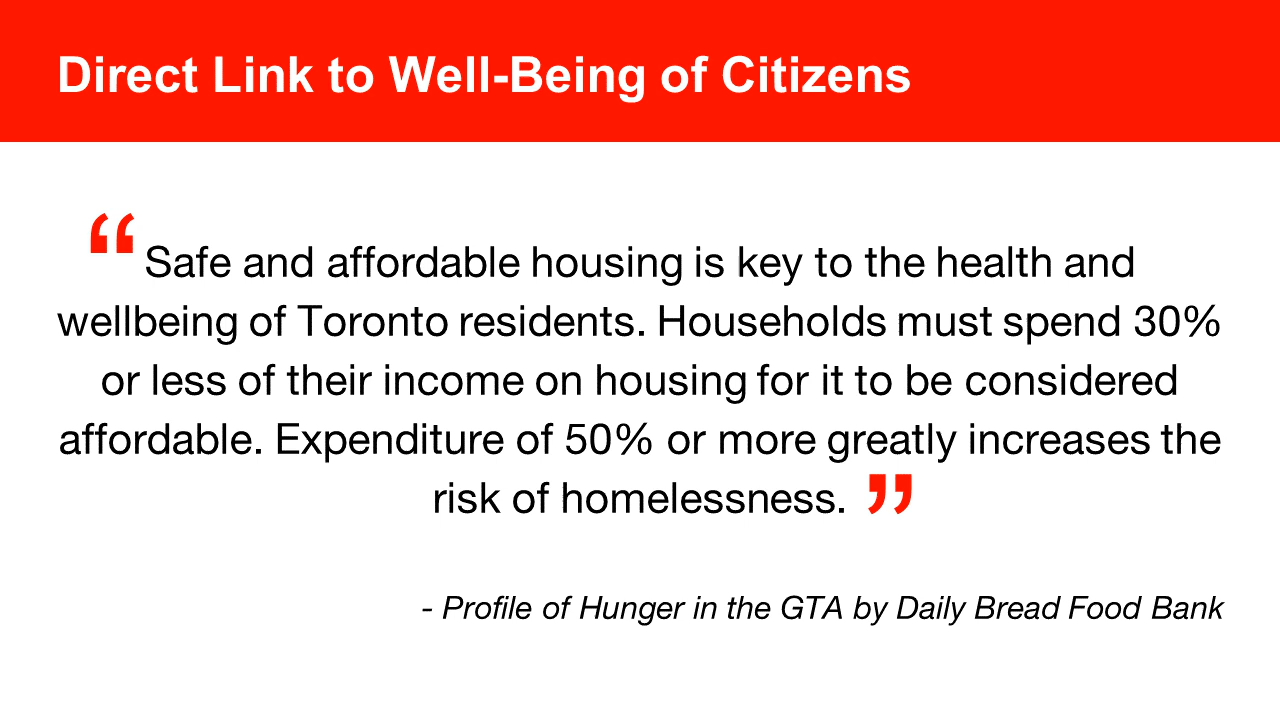 Direct Link to Well-Being of Citizens
“Safe and affordable housing is key to the health and
wellbeing of Toronto residents. Households must spend 30%
or less of their income on housing for it to be considered
affordable. Expenditure of 50% or more greatly increases the
risk of homelessness.”
- Profile of Hunger in the GTA by Daily Bread Food Bank